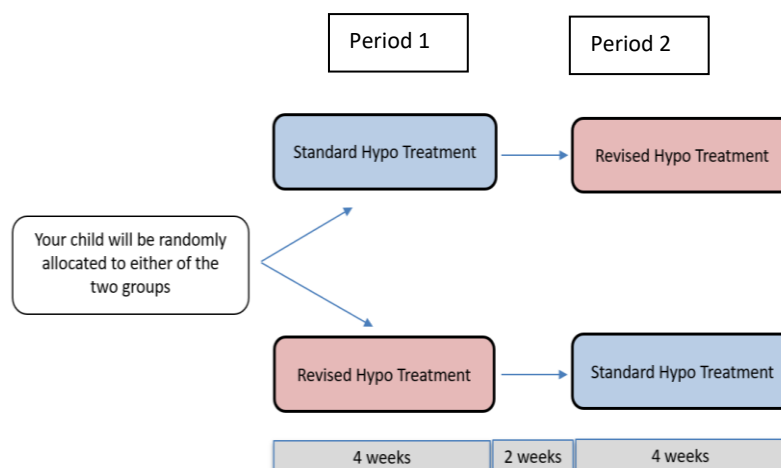 Period 1
Period 2
Standard Hypo Treatment
Revised Hypo Treatment
Your child will be randomly
allocated to either of the
two groups
Revised Hypo Treatment
Standard Hypo Treatment
4 weeks
2 weeks
4 weeks